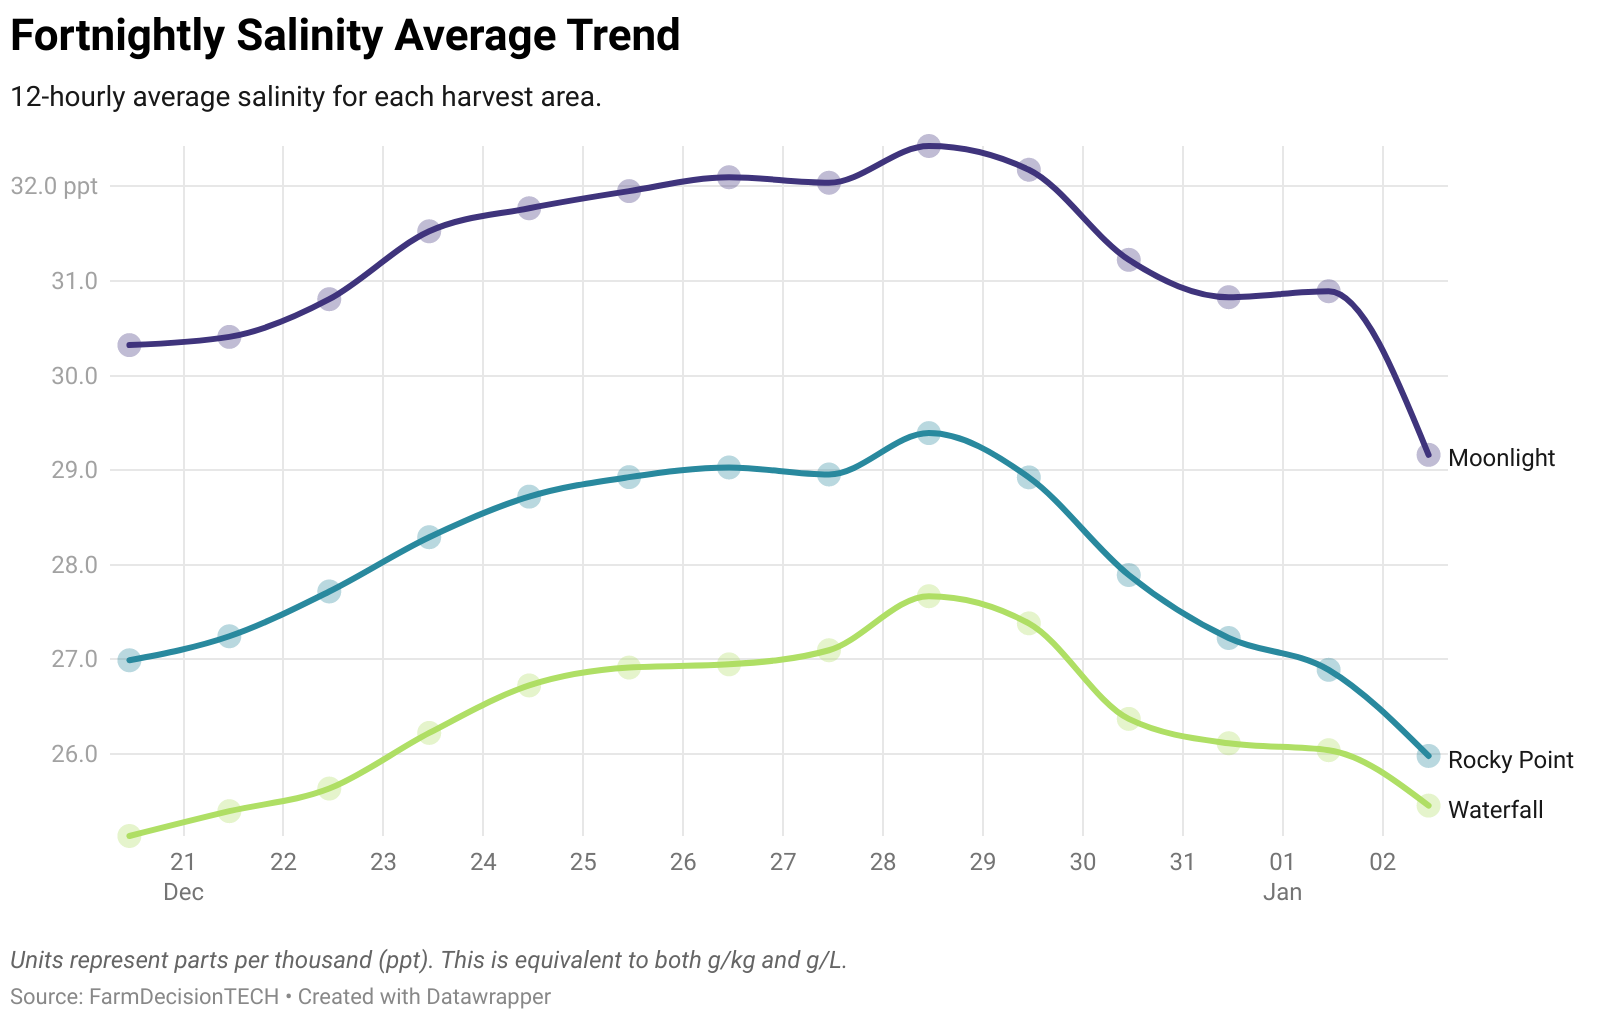 Fortnightly Salinity Average Trend
12-hourly average salinity for each harvest area.
32.0 ppt
31.0
30.0
29.0
28.0
27.0
26.0
Moonlight
Rocky Point
Waterfall
21 22 23 24 25 26 27 28 29 30 31 01 02
Dec Jan
Units represent parts per thousand (ppt). This is equivalent to both g/kg and g/L.
Source: FarmDecisionTECH • Created with Datawrapper